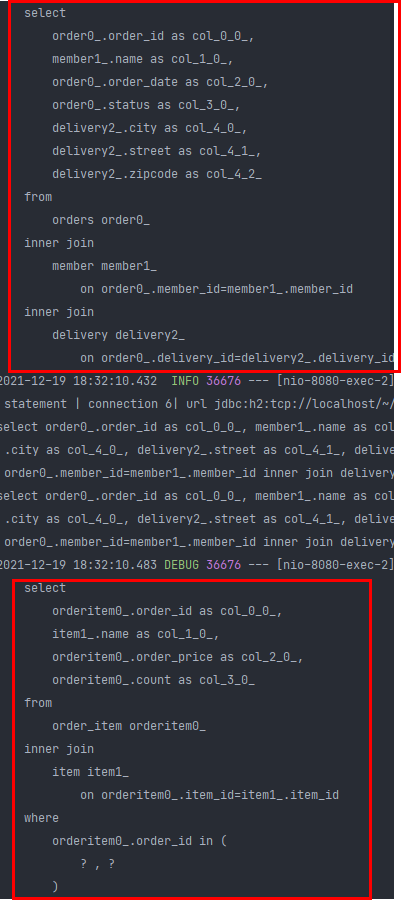 select
order0_.order_id as col_0_0_,
member1_.name as col_1_0_,
order0_.order_date as col_2_0_,
order0_.status as col_3_0_,
delivery2_.city as col_4_0_,
delivery2_.street as col_4_1_,
delivery2_.zipcode as col_4_2_
from
orders order0_
inner join
member member1_
on order0_.member_id=member1_.member_id
inner join
delivery delivery2_
on order0_.delivery_id=delivery2_.delivery_id
2021-12-19 18:32:10.432 INFO 36676 --- [nio-8080-exec-2]
statement | connection 6| url jdbc:h2:tcp://localhost/~/
select order0_.order_id as col_0_0_, member1_.name as col
.city as col_4_0_, delivery2_.street as col_4_1_, delive
order0_.member_id=member1_.member_id inner join delivery
select order0_.order_id as col_0_0_, member1_.name as col
.city as col_4_0_, delivery2_.street as col_4_1_, delive
order0_.member_id=member1_.member_id inner join delivery
2021-12-19 18:32:10.483 DEBUG 36676 --- [nio-8080-exec-2]
select
orderitem0_.order_id as col_0_0_,
item1_.name as col_1_0_,
orderitem0_.order_price as col_2_0_,
orderitem0_.count as col_3_0_
from
order_item orderitem0_
inner join
item item1_
on orderitem0_.item_id=item1_.item_id
where
orderitem0_.order_id in (
? , ?
)